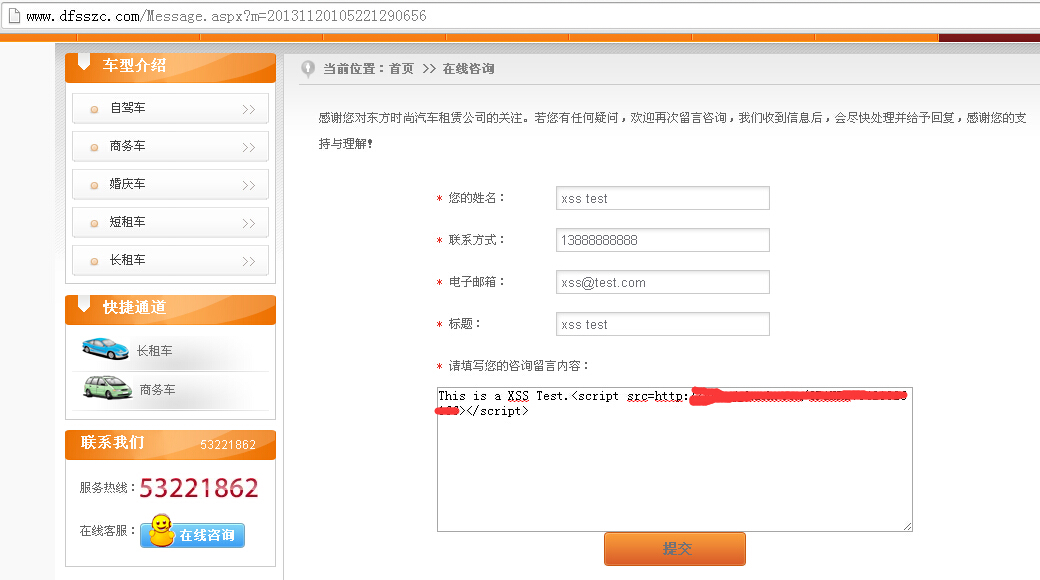 www.dfsszc.com/Message.aspx?m=20131120105221290656
车型介绍
自驾车 >>
商务车 >>
婚庆车 >>
短租车 >>
长租车 >>
快捷通道
长租车
商务车
联系我们 53221862
服务热线：53221862
在线客服： 在线咨询
当前位置：首页 >> 在线咨询
感谢您对东方时尚汽车租赁公司的关注。若您有任何疑问，欢迎再次留言咨询，我们收到信息后，会尽快处理并给予回复，感谢您的支
持与理解！
* 您的姓名： xss test
* 联系方式： 13888888888
* 电子邮箱： xss@test.com
* 标题： xss test
* 请填写您的咨询留言内容：
This is a XSS Test.<script src=http:
></script>
提交